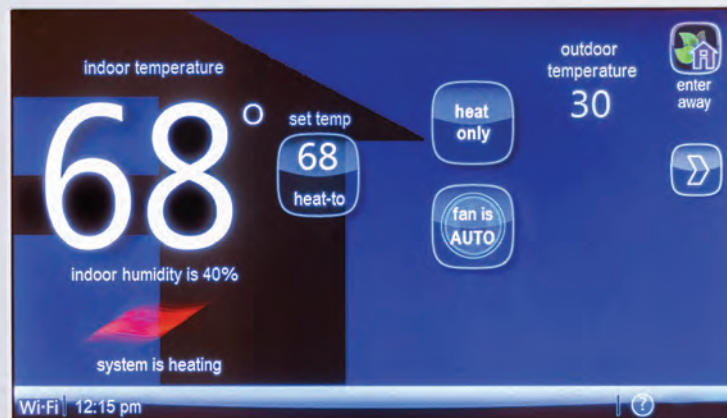 indoor temperature
68°
indoor humidity is 40%
system is heating
set temp
68
heat-to
heat
only
fan is
AUTO
outdoor
temperature
30
enter
away
Wi-Fi
12:15 pm
?